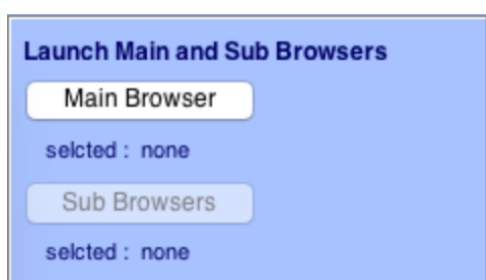 Launch Main and Sub Browsers
Main Browser
selcted : none
Sub Browsers
selcted : none